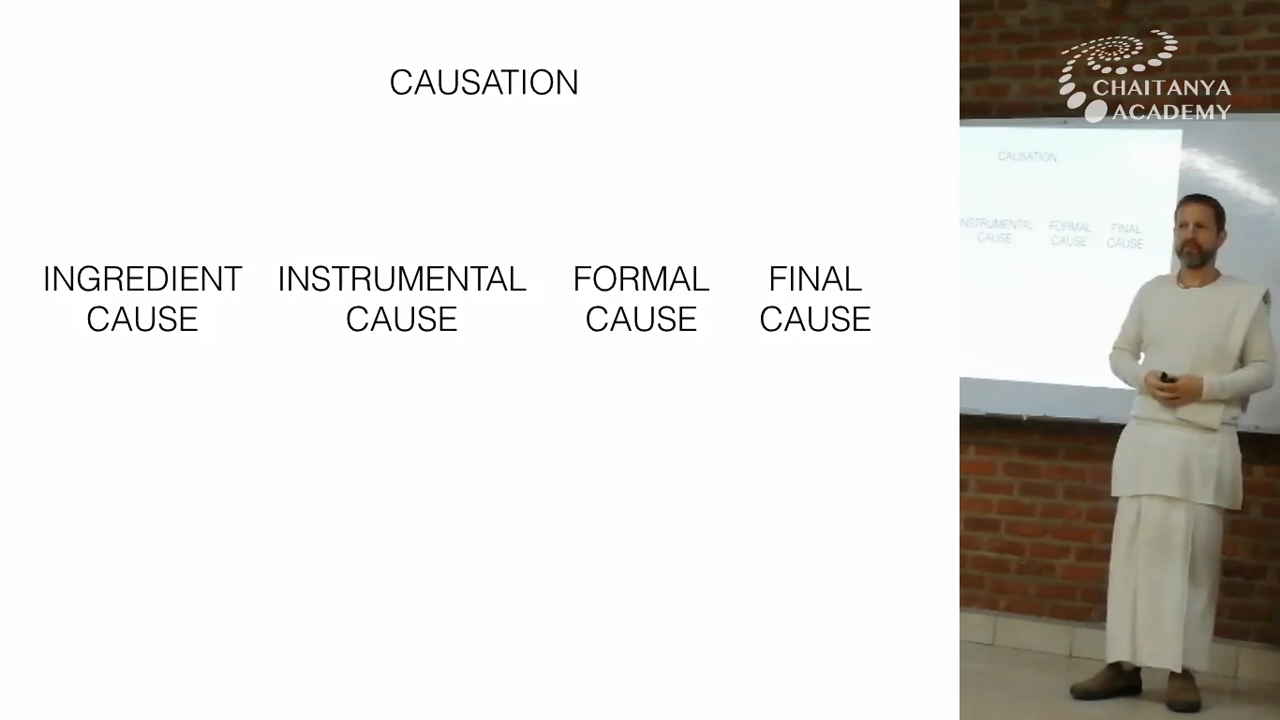 CAUSATION
INGREDIENT CAUSE
INSTRUMENTAL CAUSE
FORMAL CAUSE
FINAL CAUSE
CHAITANYA
ACADEMY
CAUSATION
INSTRUMENTAL CAUSE
FORMAL CAUSE
FINAL CAUSE